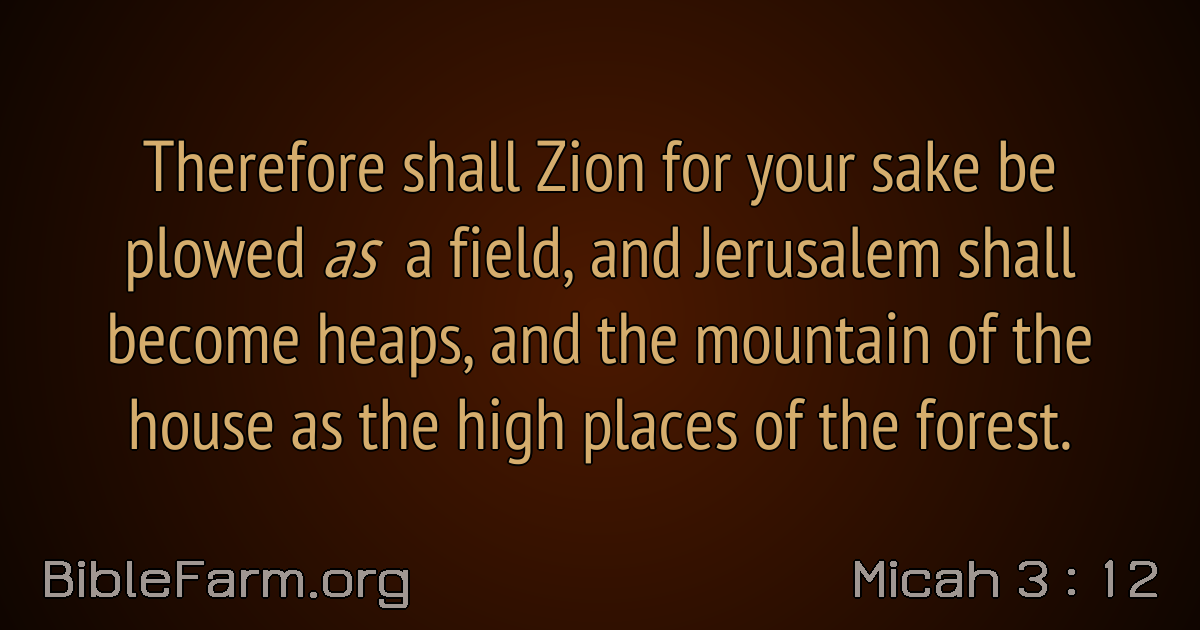 Therefore shall Zion for your sake be
plowed as a field, and Jerusalem shall
become heaps, and the mountain of the
house as the high places of the forest.
BibleFarm.org
Micah 3 : 12